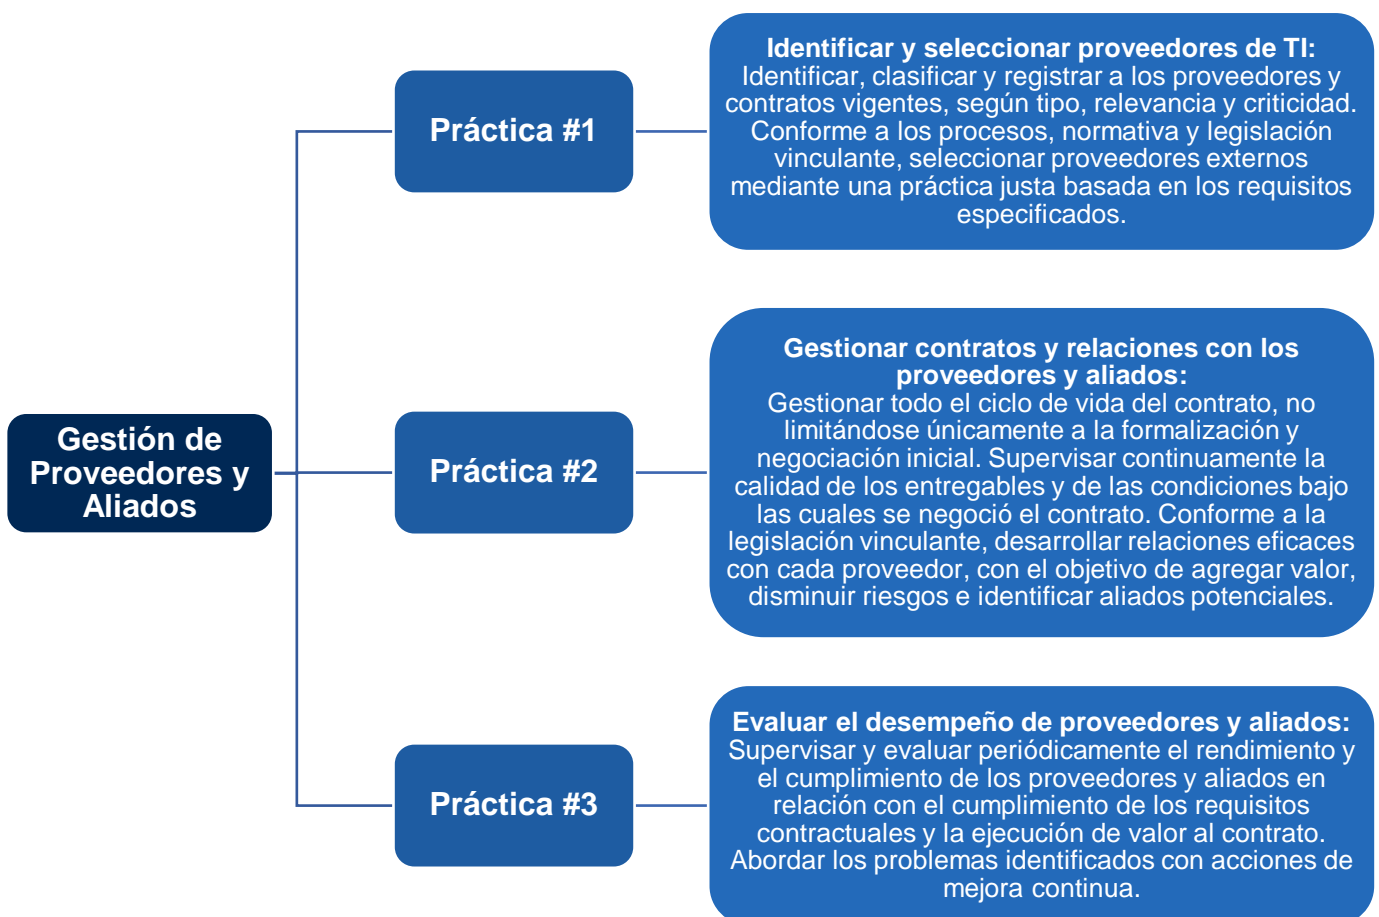 Gestión de
Proveedores y
Aliados
Práctica #1
Identificar y seleccionar proveedores de TI:
Identificar, clasificar y registrar a los proveedores y
contratos vigentes, según tipo, relevancia y criticidad.
Conforme a los procesos, normativa y legislación
vinculante, seleccionar proveedores externos
mediante una práctica justa basada en los requisitos
especificados.
Práctica #2
Gestionar contratos y relaciones con los
proveedores y aliados:
Gestionar todo el ciclo de vida del contrato, no
limitándose únicamente a la formalización y
negociación inicial. Supervisar continuamente la
calidad de los entregables y de las condiciones bajo
las cuales se negoció el contrato. Conforme a la
legislación vinculante, desarrollar relaciones eficaces
con cada proveedor, con el objetivo de agregar valor,
disminuir riesgos e identificar aliados potenciales.
Práctica #3
Evaluar el desempeño de proveedores y aliados:
Supervisar y evaluar periódicamente el rendimiento y
el cumplimiento de los proveedores y aliados en
relación con el cumplimiento de los requisitos
contractuales y la ejecución de valor al contrato.
Abordar los problemas identificados con acciones de
mejora continua.